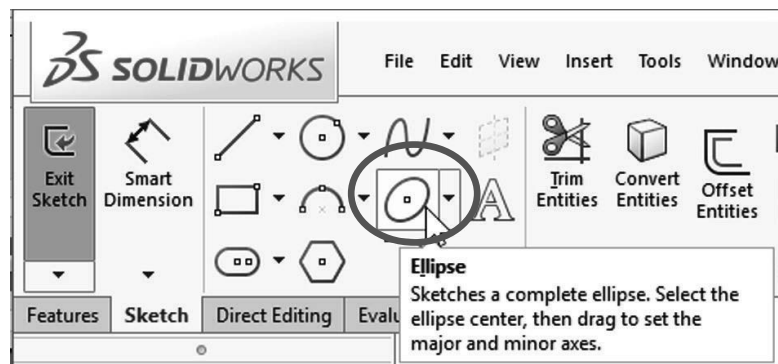 SOLIDWORKS File Edit View Insert Tools Window
Exit Sketch
Smart Dimension
A
Trim Entities
Convert Entities
Offset Entities
Features Sketch Direct Editing
Ellipse
Sketches a complete ellipse. Select the
ellipse center, then drag to set the
major and minor axes.